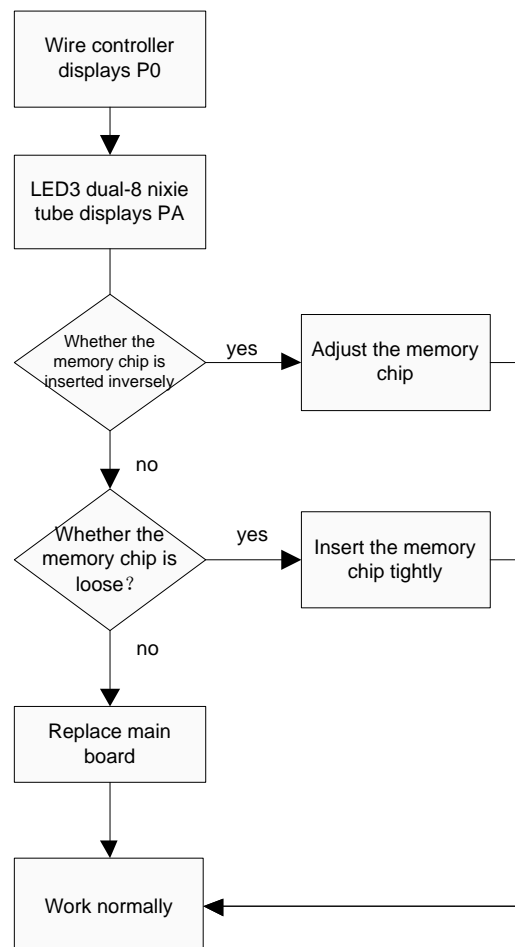 Wire controller
displays P0
LED3 dual-8 nixie
tube displays PA
Whether the
memory chip is
inserted inversely
yes
Adjust the memory
chip
no
Whether the
memory chip is
loose？
yes
Insert the memory
chip tightly
no
Replace main
board
Work normally